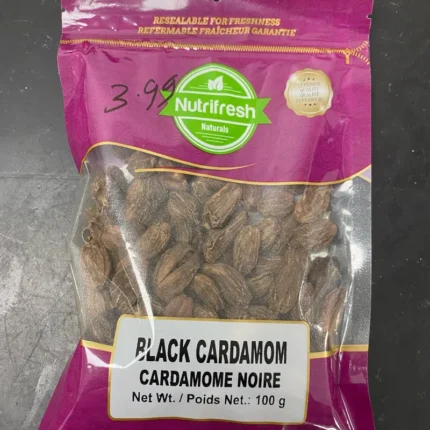 RESEALABLE FOR FRESHNESS
REFERMABLE FRAÎCHEUR GARANTIE
3.99
Nutrifresh
Naturals
BLACK CARDAMOM
CARDAMOME NOIRE
Net Wt. / Poids Net.: 100 g